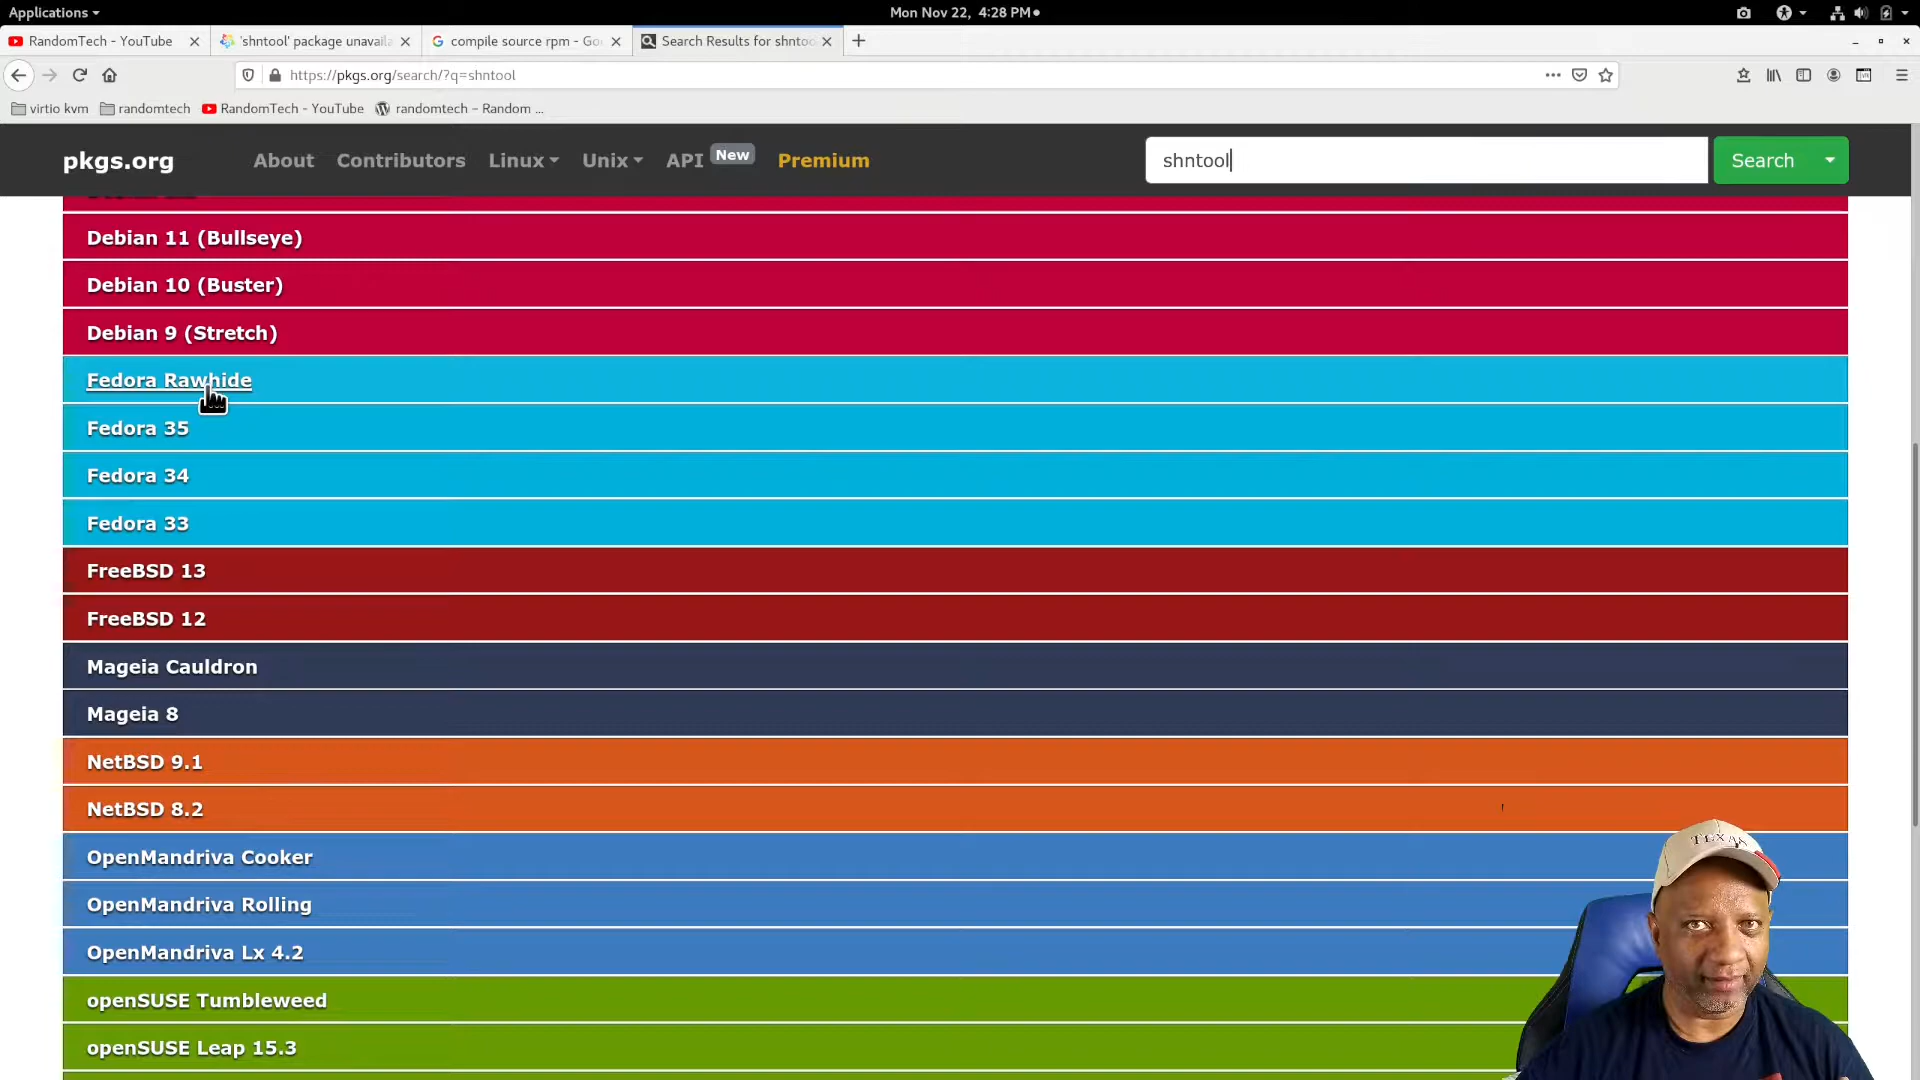 Applications
Mon Nov 22, 4:28 PM
RandomTech - YouTube
'shntool' package unavaila
compile source rpm - Go
Search Results for shntoo
https://pkgs.org/search/?q=shntool
virtio kvm
randomtech
RandomTech - YouTube
randomtech – Random ...
pkgs.org
About
Contributors
Linux
Unix
API
New
Premium
shntool
Search
Debian 11 (Bullseye)
Debian 10 (Buster)
Debian 9 (Stretch)
Fedora Rawhide
Fedora 35
Fedora 34
Fedora 33
FreeBSD 13
FreeBSD 12
Mageia Cauldron
Mageia 8
NetBSD 9.1
NetBSD 8.2
OpenMandriva Cooker
OpenMandriva Rolling
OpenMandriva Lx 4.2
openSUSE Tumbleweed
openSUSE Leap 15.3
TEXAS